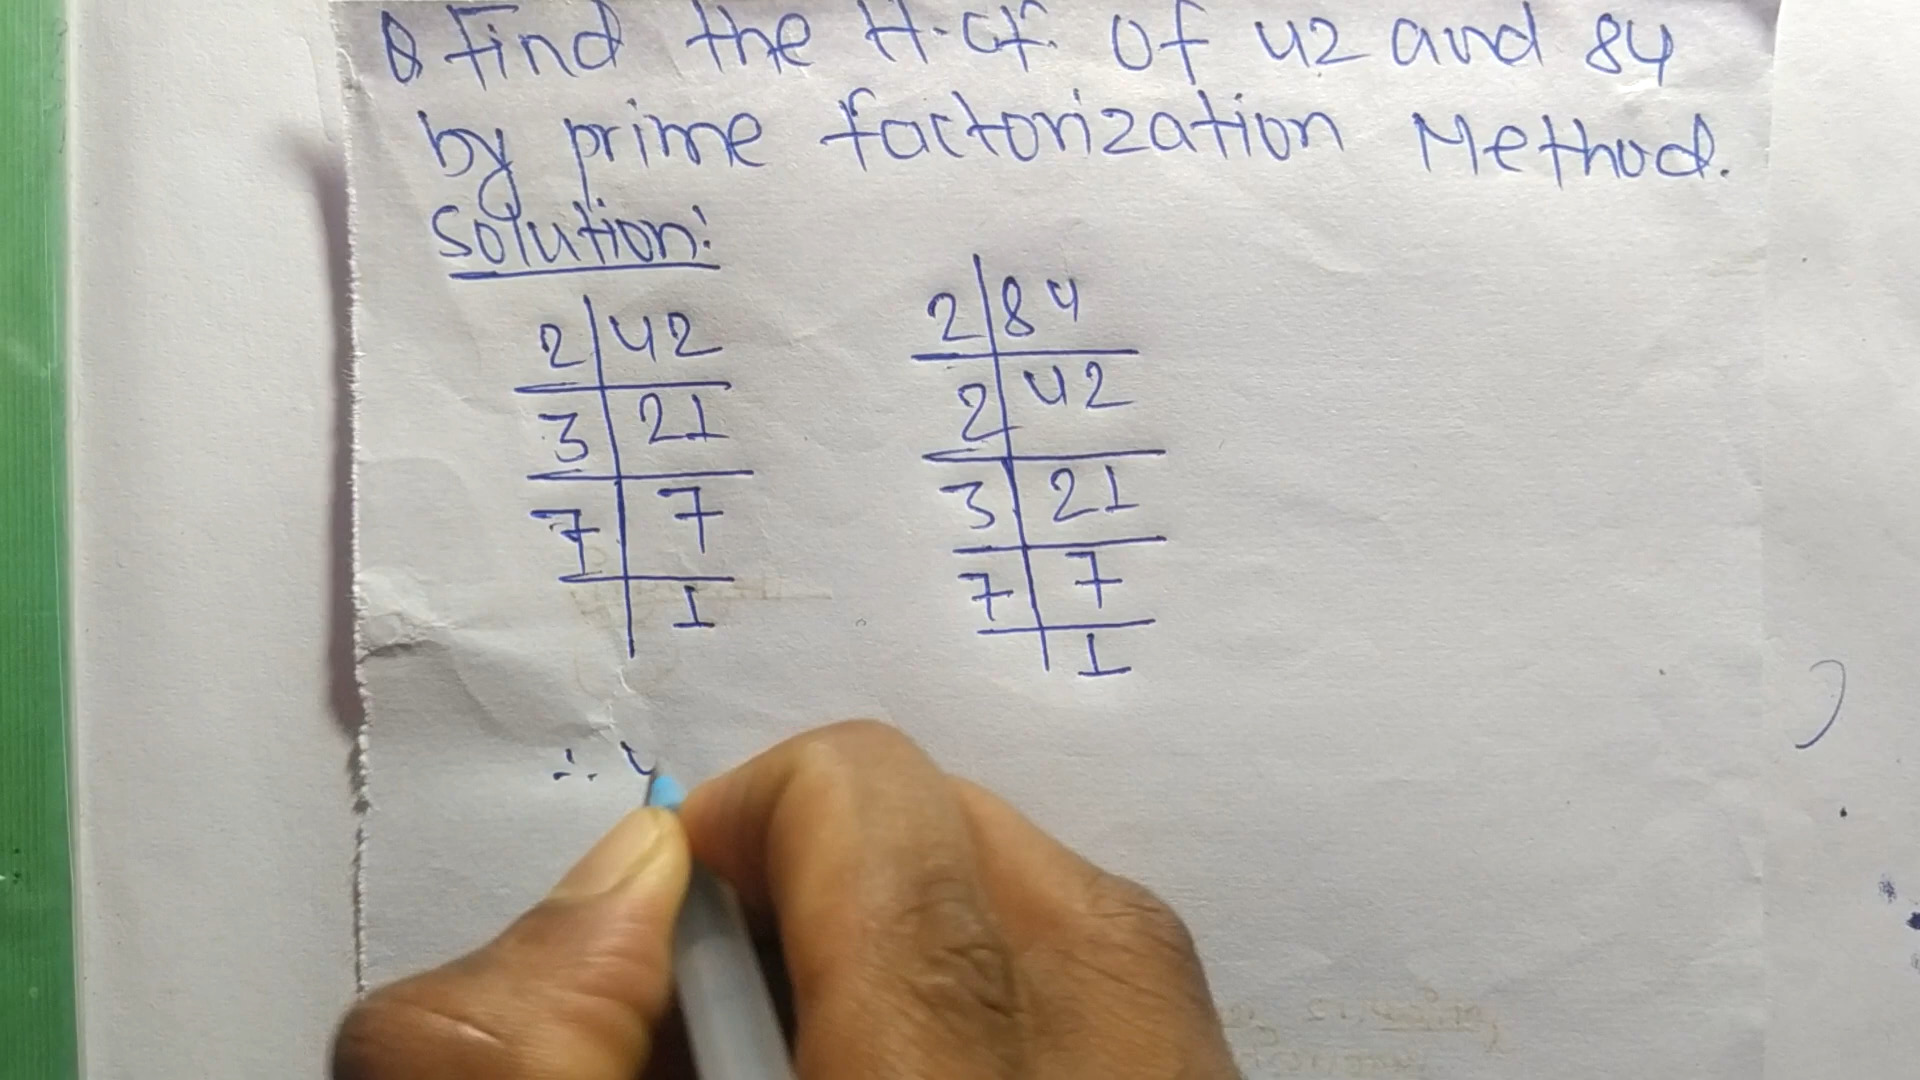 Q Find the H.C.F. of 42 and 84
by prime factorization Method.
Solution:
2 | 42
3 | 21
7 | 7
1
2 | 84
2 | 42
3 | 21
7 | 7
1
∴